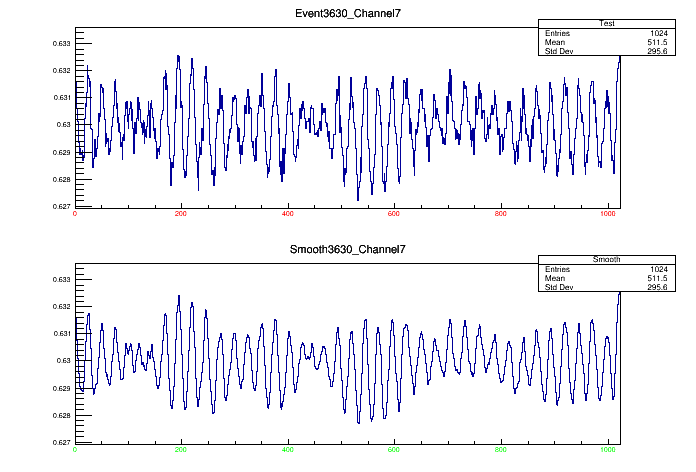 Event3630_Channel7
Test
Entries 1024
Mean 511.5
Std Dev 295.6
0.633
0.632
0.631
0.63
0.629
0.628
0.627
0 200 400 600 800 1000
Smooth3630_Channel7
Smooth
Entries 1024
Mean 511.5
Std Dev 295.6
0.633
0.632
0.631
0.63
0.629
0.628
0.627
0 200 400 600 800 1000